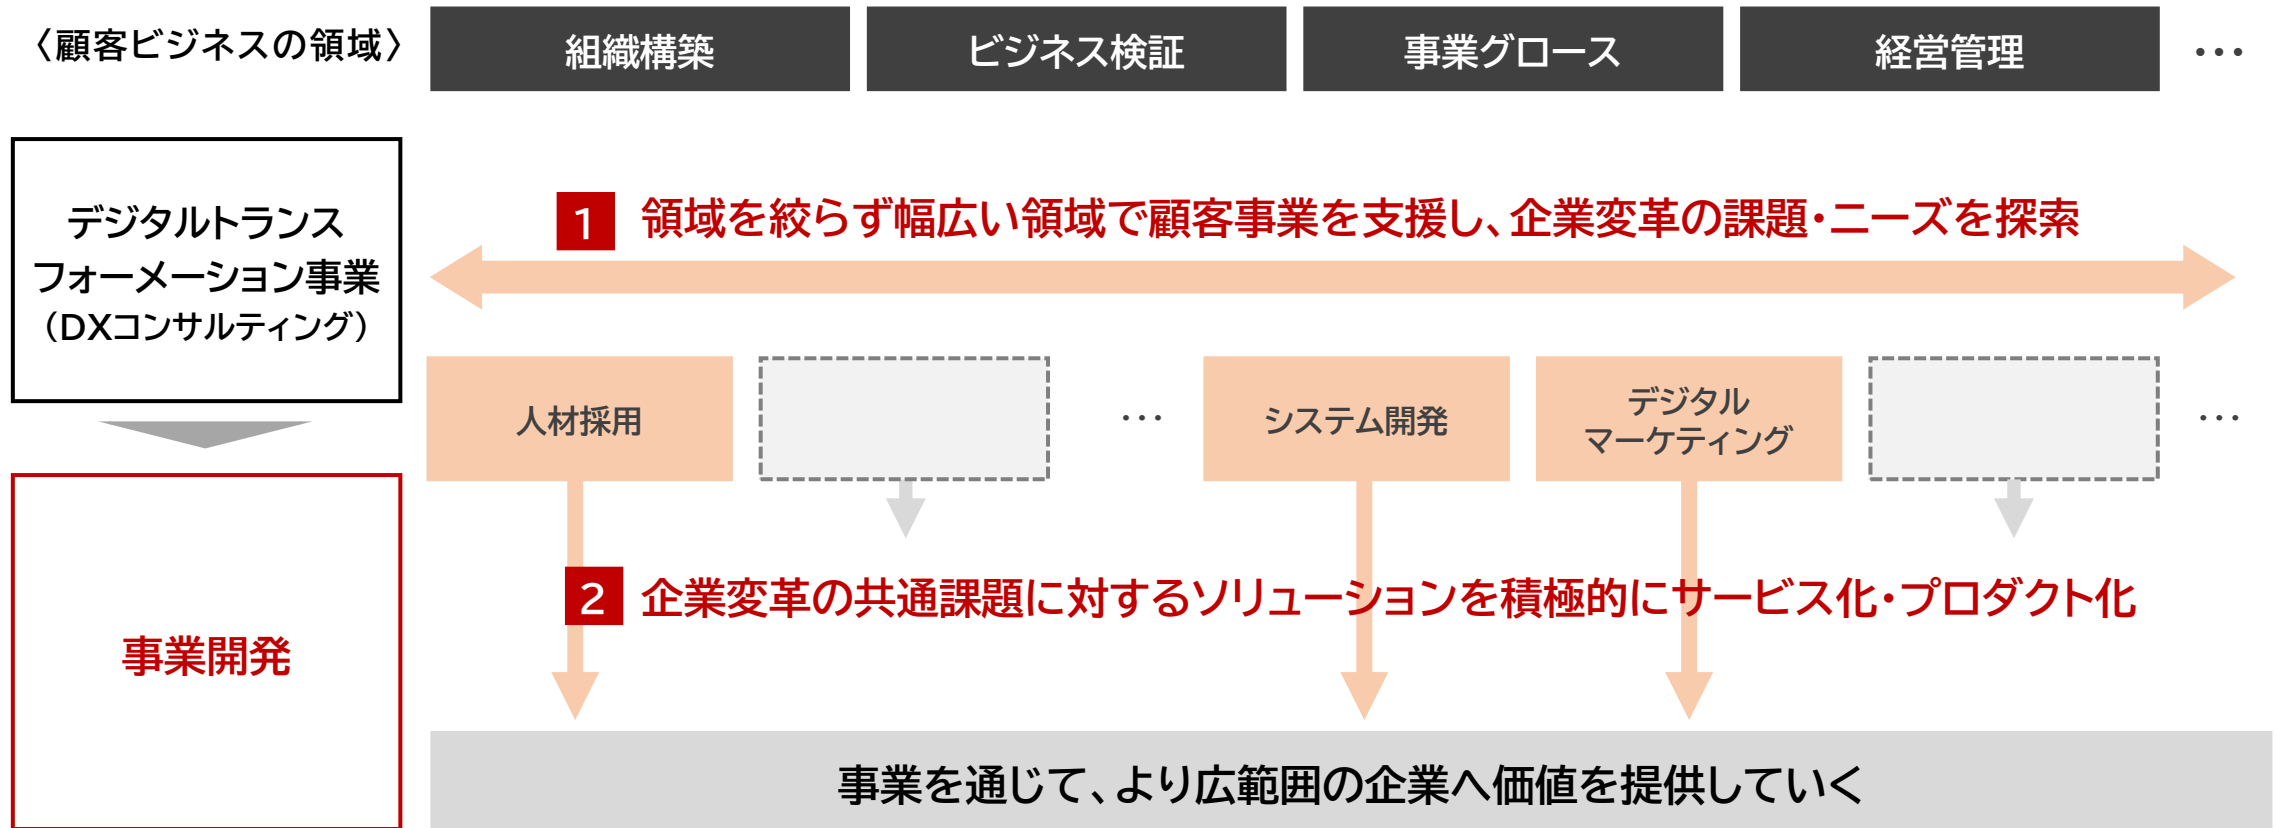 〈顧客ビジネスの領域〉
組織構築
ビジネス検証
事業グロース
経営管理
…
デジタルトランス
フォーメーション事業
（DXコンサルティング）
1 領域を絞らず幅広い領域で顧客事業を支援し、企業変革の課題・ニーズを探索
人材採用
…
システム開発
デジタル
マーケティング
…
事業開発
2 企業変革の共通課題に対するソリューションを積極的にサービス化・プロダクト化
事業を通じて、より広範囲の企業へ価値を提供していく